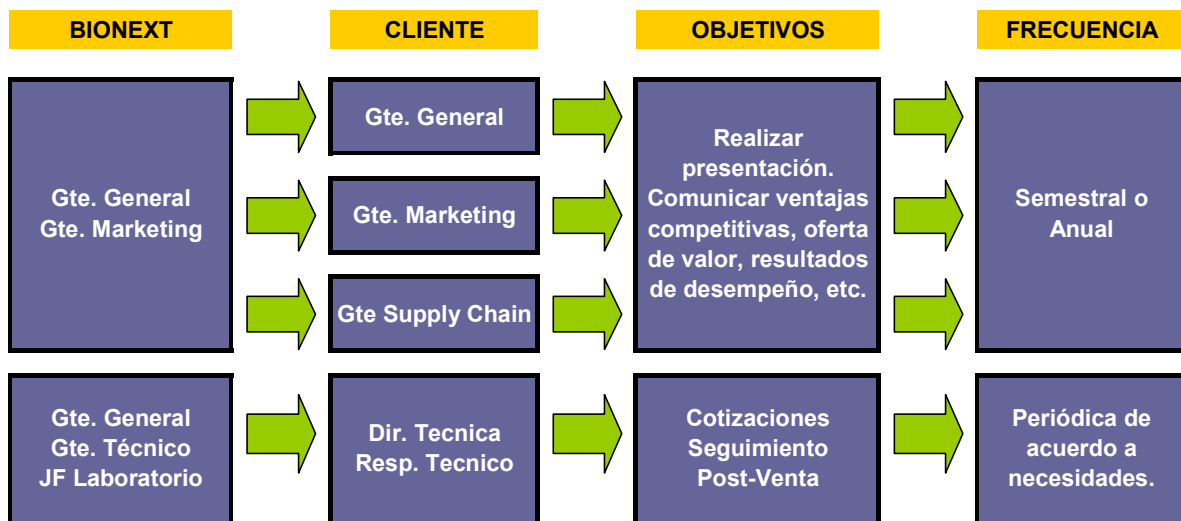 BIONEXT
CLIENTE
OBJETIVOS
FRECUENCIA
Gte. General
Gte. Marketing
Gte. General
Gte. Marketing
Gte Supply Chain
Realizar
presentación.
Comunicar ventajas
competitivas, oferta
de valor, resultados
de desempeño, etc.
Semestral o
Anual
Gte. General
Gte. Técnico
JF Laboratorio
Dir. Tecnica
Resp. Tecnico
Cotizaciones
Seguimiento
Post-Venta
Periódica de
acuerdo a
necesidades.